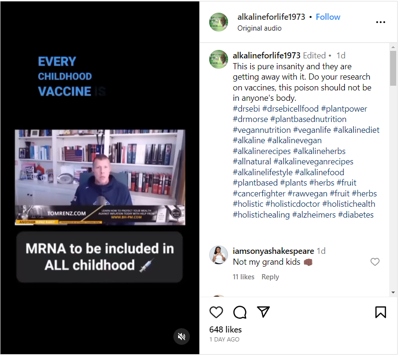 alkalineforlife1973 • Follow
Original audio
EVERY
CHILDHOOD
VACCINE IS
TOMRENZ.COM
MRNA to be included in
ALL childhood 💉
alkalineforlife1973 Edited • 1d
This is pure insanity and they are
getting away with it. Do your research
on vaccines, this poison should not be
in anyone's body.
#drsebi #drsebicellfood #plantpower
#drmorse #plantbasednutrition
#vegannutrition #veganlife #alkalinediet
#alkaline #alkalinevegan
#alkalinerecipes #alkalineherbs
#allnatural #alkalineveganrecipes
#alkalinelifestyle #alkalinefood
#plantbased #plants #herbs #fruit
#cancerfighter #rawvegan #fruit #herbs
#holistic #holisticdoctor #holistichealth
#holistichealing #alzheimers #diabetes
iamsonyashakespeare 1d
Not my grand kids
11 likes Reply
648 likes
1 DAY AGO